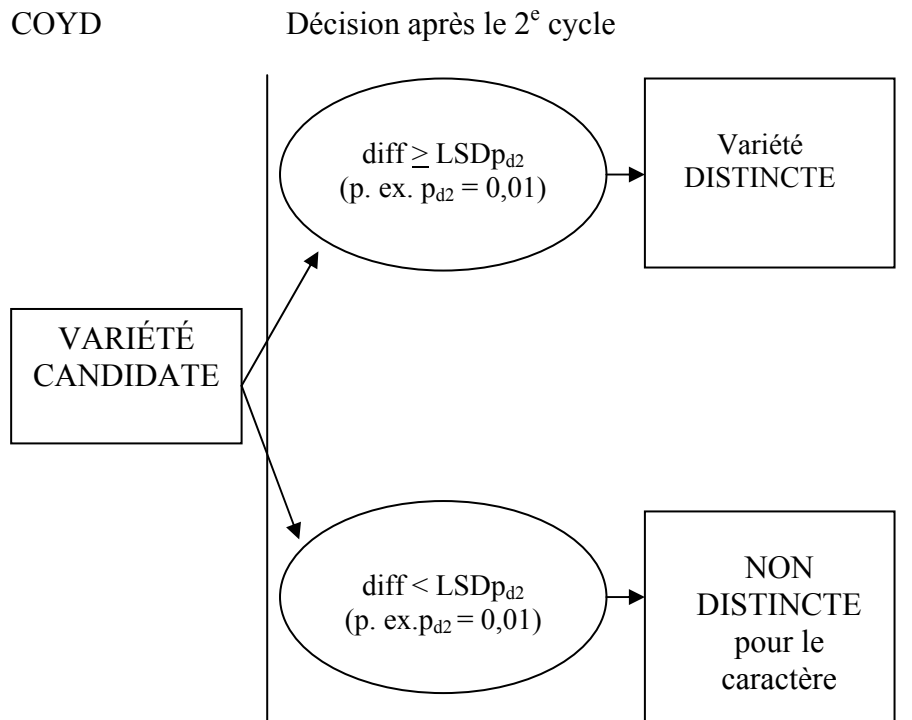 COYD Décision après le 2e cycle
diff ≥ LSDpd2
(p. ex. pd2 = 0,01)
Variété
DISTINCTE
VARIÉTÉ
CANDIDATE
diff < LSDpd2
(p. ex.pd2 = 0,01)
NON
DISTINCTE
pour le
caractère